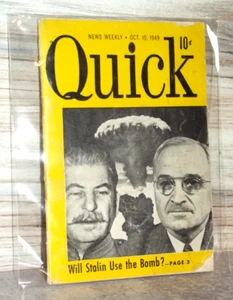 NEWS WEEKLY • OCT. 10, 1949
Quick
10¢
Will Stalin Use the Bomb?—PAGE 3